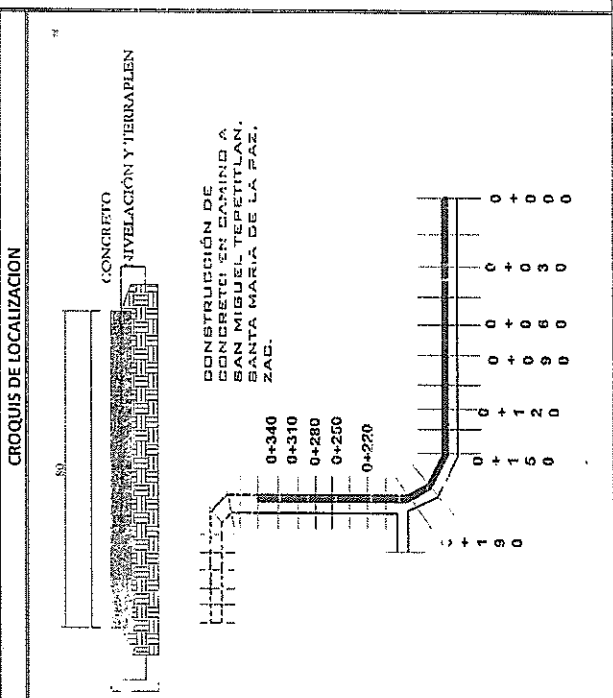 CROQUIS DE LOCALIZACION
CONCRETO
NIVELACIÓN Y TERRAPLEN
CONSTRUCCIÓN DE
CONCRETO EN CAMINO A
SAN MIGUEL TEPETITLAN,
SANTA MARIA DE LA PAZ,
ZAC.
0+340
0+310
0+280
0+250
0+220
0+190
0+150
0+120
0+090
0+060
0+030
0+000